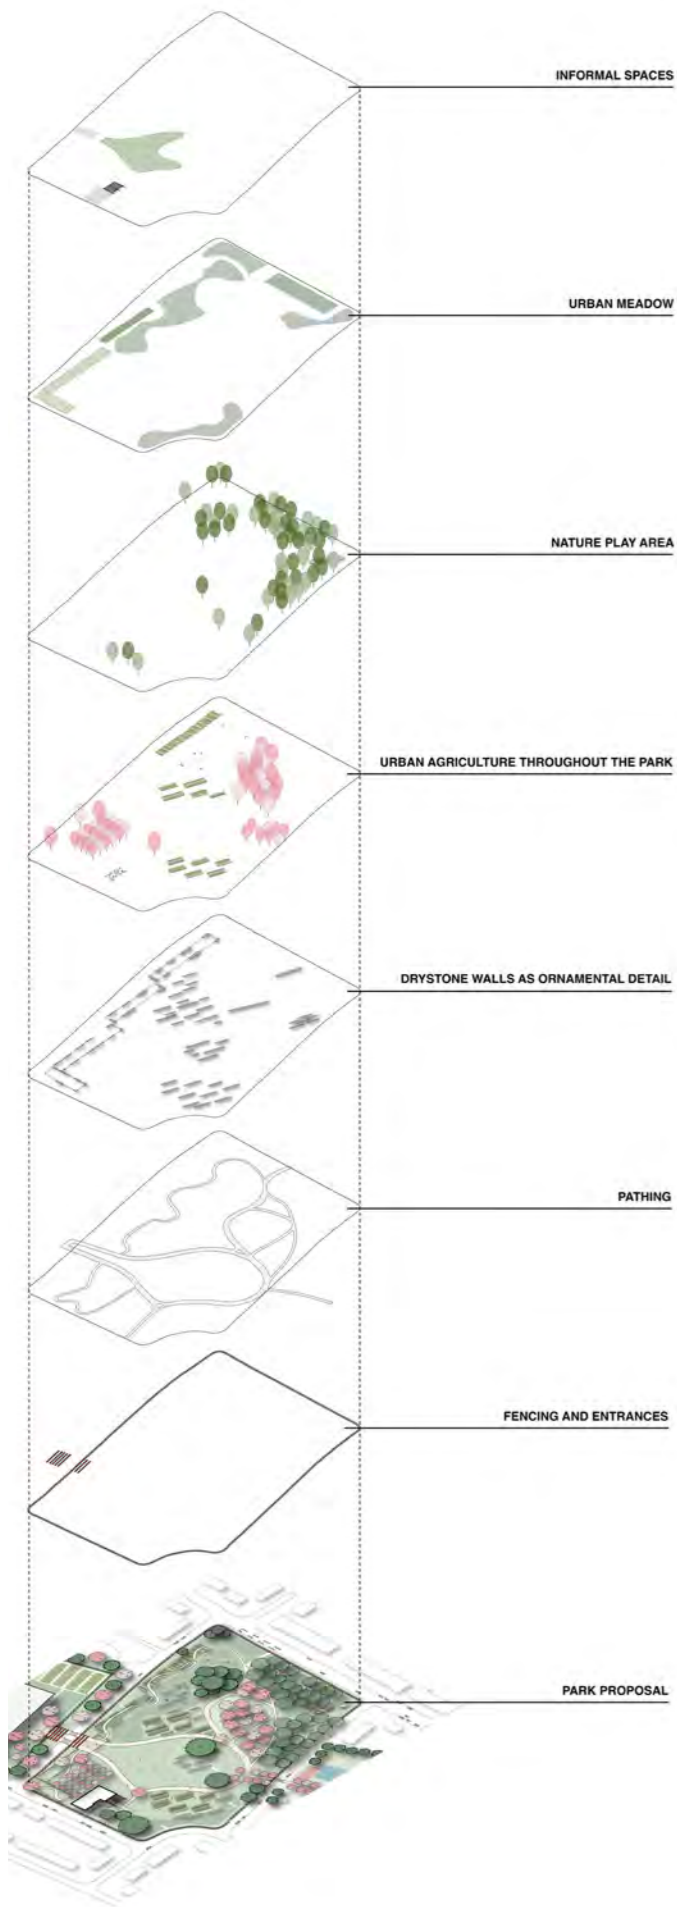 INFORMAL SPACES
URBAN MEADOW
NATURE PLAY AREA
URBAN AGRICULTURE THROUGHOUT THE PARK
DRYSTONE WALLS AS ORNAMENTAL DETAIL
PATHING
FENCING AND ENTRANCES
PARK PROPOSAL